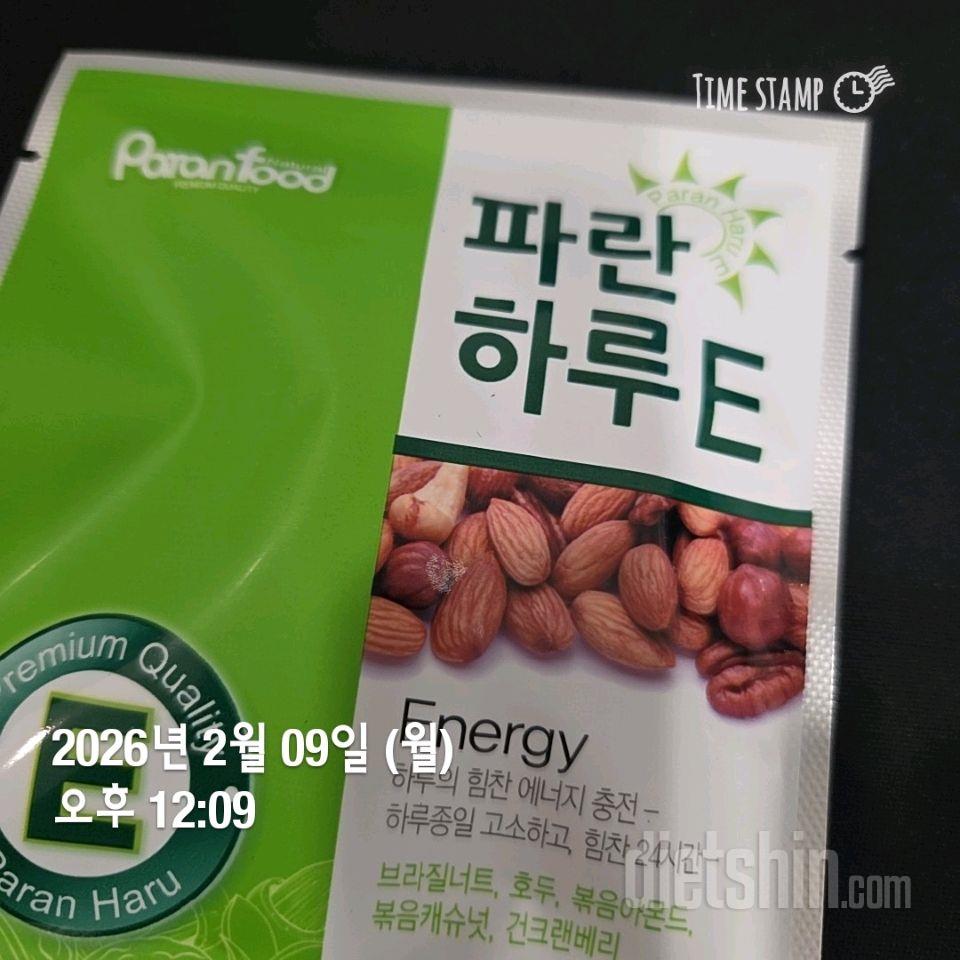 TIME STAMP
Paranfood
Natural
PREMIUM QUALITY
Paran Haru E
파란
하루 E
Premium Quality
E
Paran Haru
Energy
하루의 힘찬 에너지 충전 -
하루종일 고소하고, 힘찬 24시간-
브라질너트, 호두, 볶음아몬드,
볶음캐슈넛, 건크랜베리
2026년 2월 09일 (월)
오후 12:09
dietshin.com